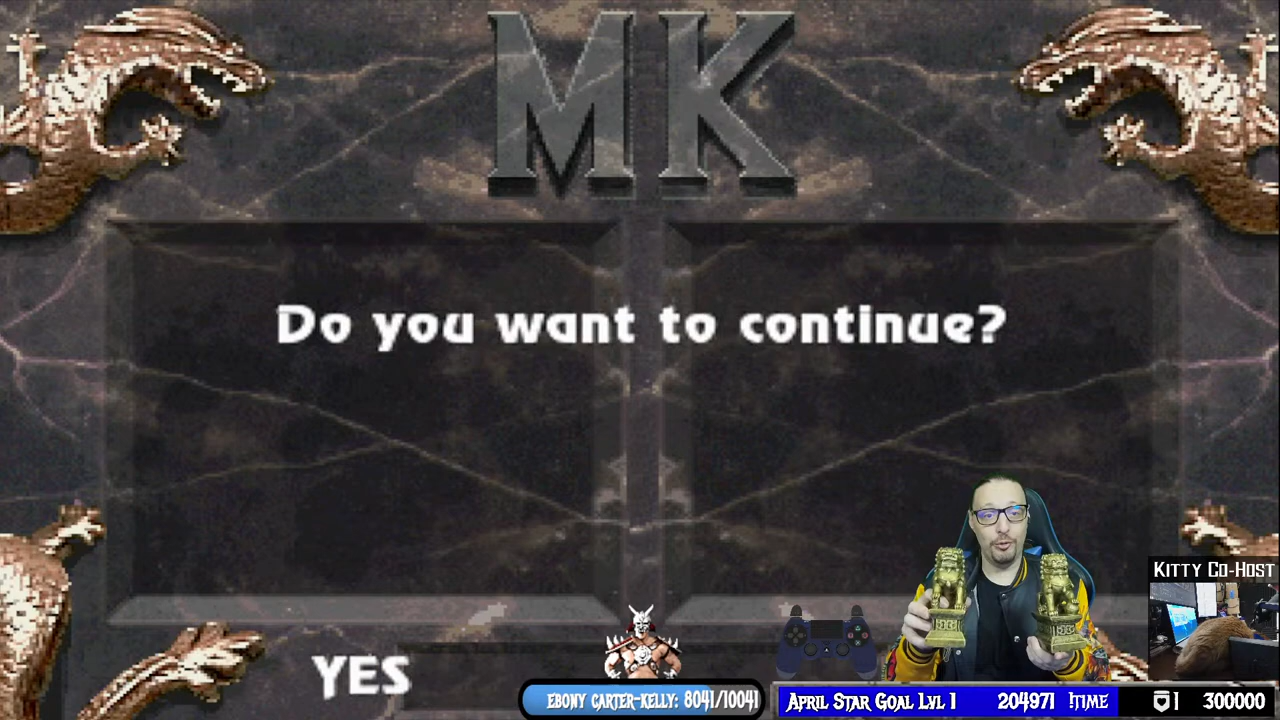 MK
Do you want to continue?
YES
KITTY CO-HOST
EBONY CARTER-KELLY: 8041/10041
APRIL STAR GOAL LVL 1 204971 !TIME 1 300000